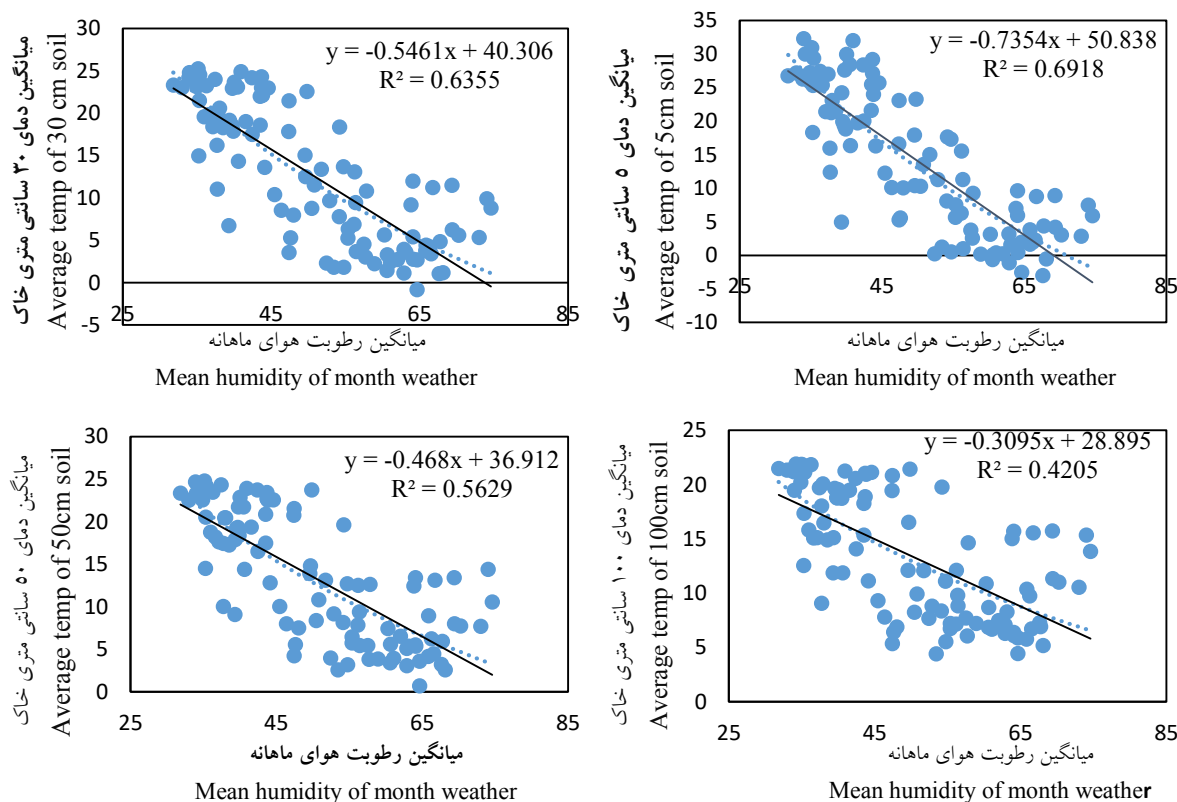 میانگین دمای ۳۰ سانتی متری خاک
Average temp of 30 cm soil
30
25
20
15
10
5
0
-5
y = -0.5461x + 40.306
R² = 0.6355
25 45 65 85
میانگین رطوبت هوای ماهانه
Mean humidity of month weather
میانگین دمای ۵ سانتی متری خاک
Average temp of 5cm soil
35
30
25
20
15
10
5
0
-5
-10
y = -0.7354x + 50.838
R² = 0.6918
25 45 65 85
میانگین رطوبت هوای ماهانه
Mean humidity of month weather
میانگین دمای ۵۰ سانتی متری خاک
Average temp of 50cm soil
30
25
20
15
10
5
0
y = -0.468x + 36.912
R² = 0.5629
25 45 65 85
میانگین رطوبت هوای ماهانه
Mean humidity of month weather
میانگین دمای ۱۰۰ سانتی متری خاک
Average temp of 100cm soil
25
20
15
10
5
0
y = -0.3095x + 28.895
R² = 0.4205
25 45 65 85
میانگین رطوبت هوای ماهانه
Mean humidity of month weather